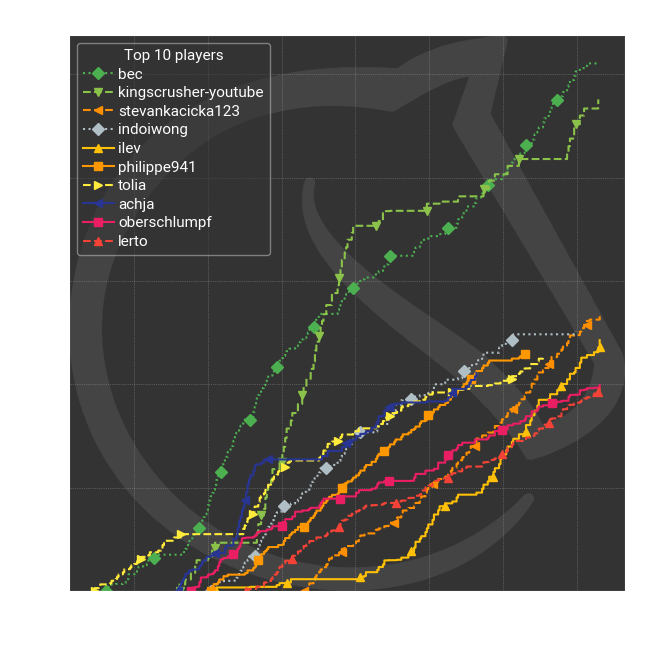 Top 10 players
bec
kingscrusher-youtube
stevankacicka123
indoiwong
ilev
philippe941
tolia
achja
oberschlumpf
lerto